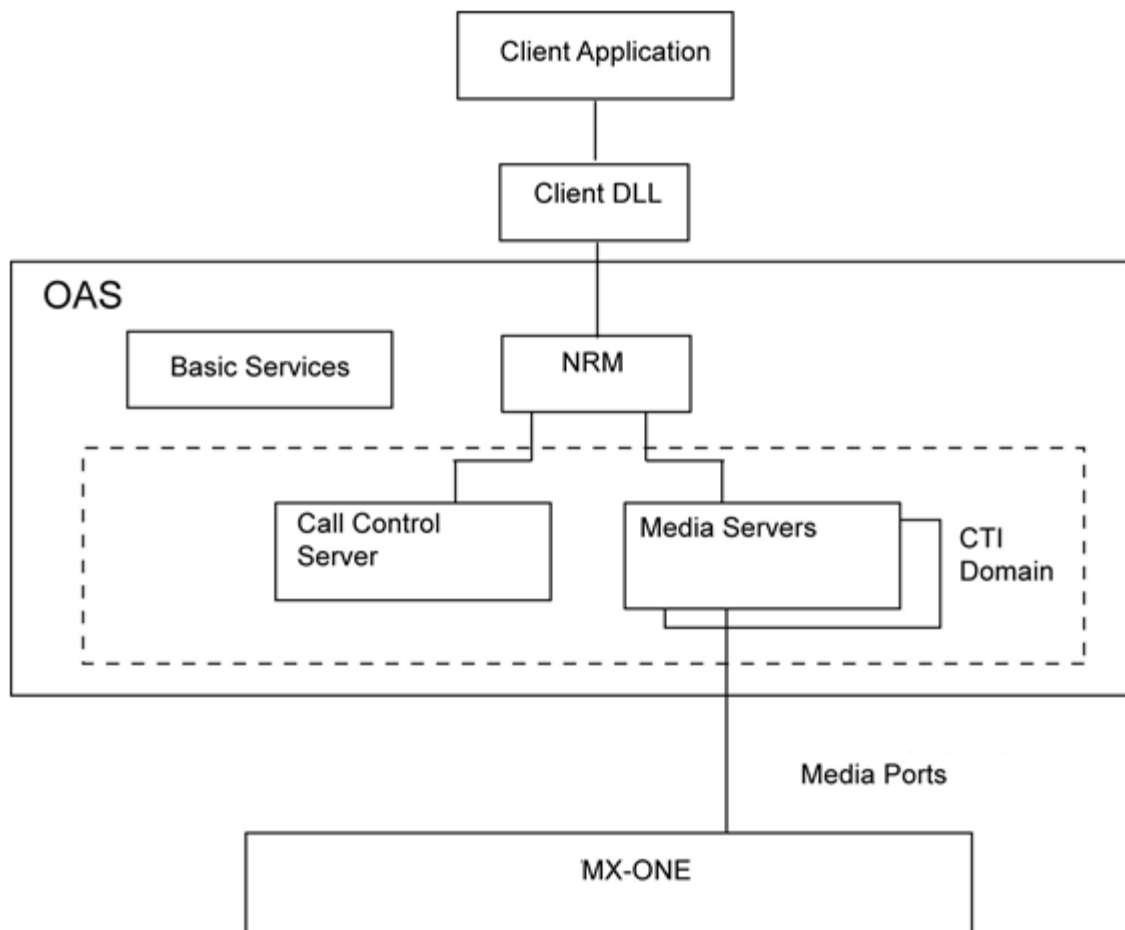 Client Application
Client DLL
OAS
Basic Services
NRM
Call Control
Server
Media Servers
CTI
Domain
Media Ports
MX-ONE